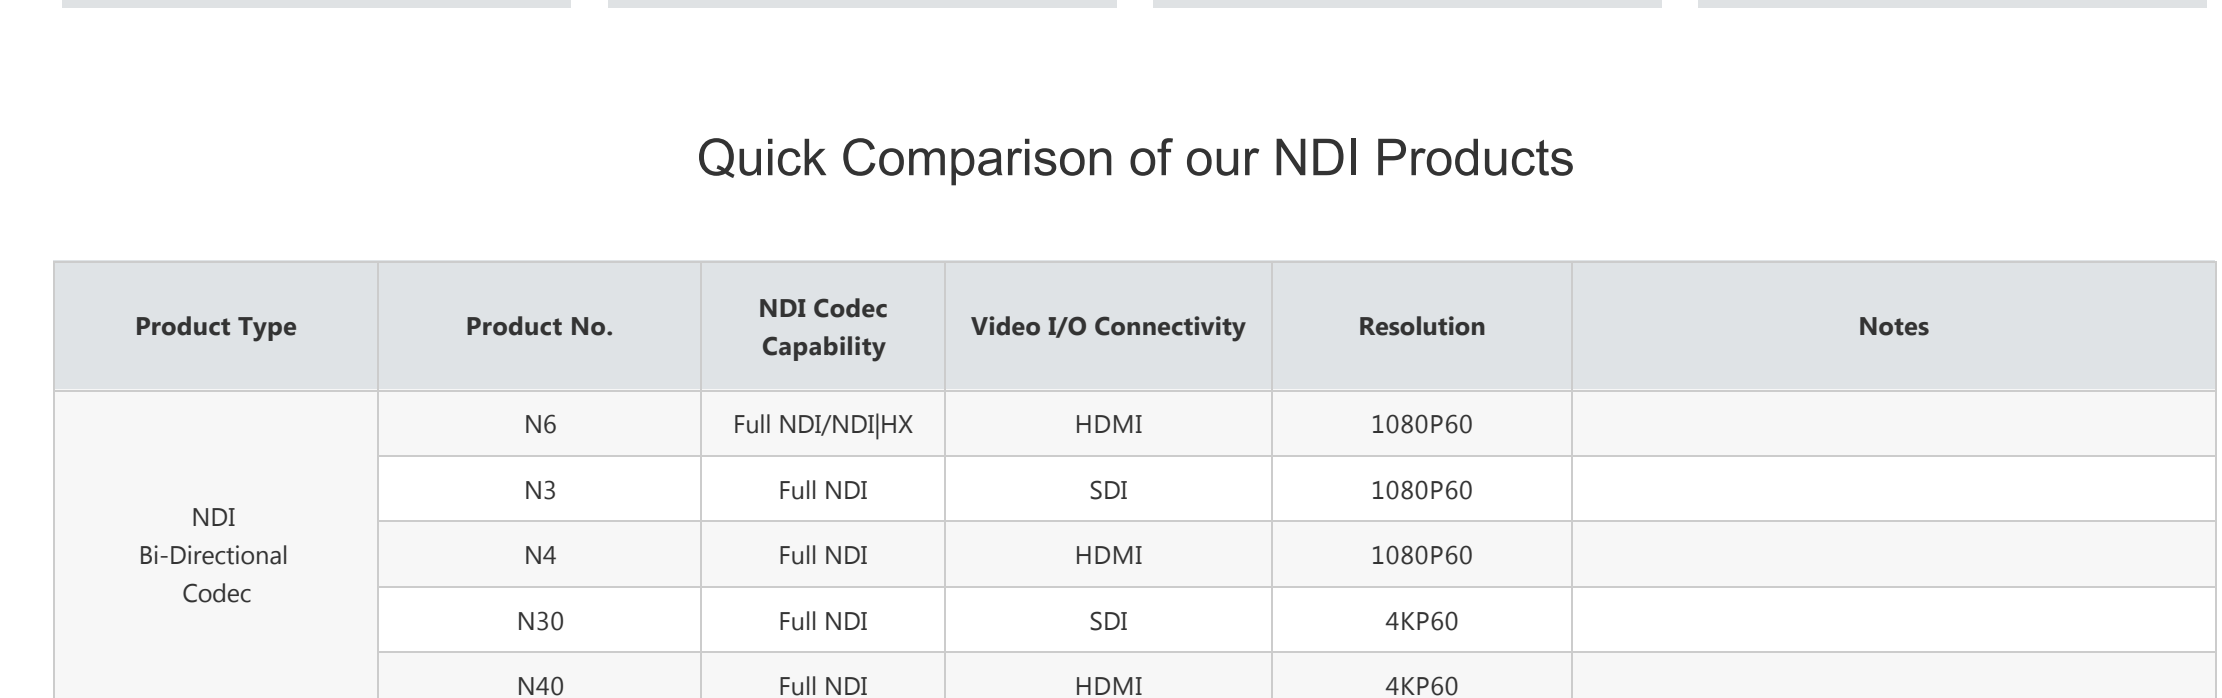 Quick Comparison of our NDI Products
Product Type
Product No.
NDI Codec
Capability
Video I/O Connectivity
Resolution
Notes
NDI
Bi-Directional
Codec
N6
Full NDI/NDI|HX
HDMI
1080P60
N3
Full NDI
SDI
1080P60
N4
Full NDI
HDMI
1080P60
N30
Full NDI
SDI
4KP60
N40
Full NDI
HDMI
4KP60